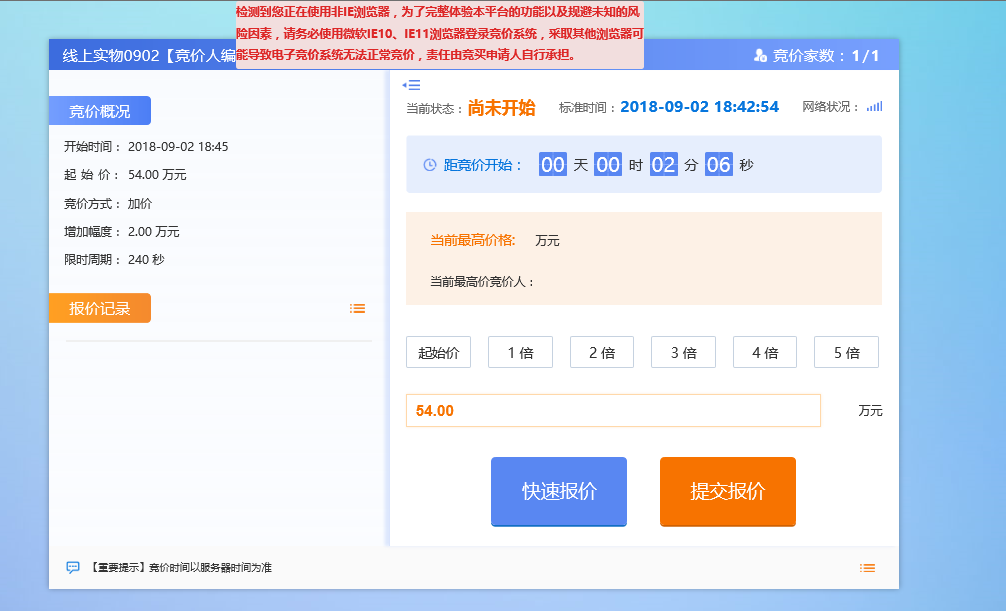 检测到您正在使用非IE浏览器，为了完整体验本平台的功能以及规避未知的风
险因素，请务必使用微软IE10、IE11浏览器登录竞价系统，采取其他浏览器可
能导致电子竞价系统无法正常竞价，责任由竞买申请人自行承担。
线上实物0902【竞价人编
竞价家数：1/1
竞价概况
开始时间： 2018-09-02 18:45
起 始 价： 54.00 万元
竞价方式： 加价
增加幅度： 2.00 万元
限时周期： 240 秒
报价记录
当前状态：尚未开始 标准时间：2018-09-02 18:42:54 网络状况：
距竞价开始： 00 天 00 时 02 分 06 秒
当前最高价格: 万元
当前最高价竞价人：
起始价 1 倍 2 倍 3 倍 4 倍 5 倍
54.00 万元
快速报价 提交报价
【重要提示】竞价时间以服务器时间为准